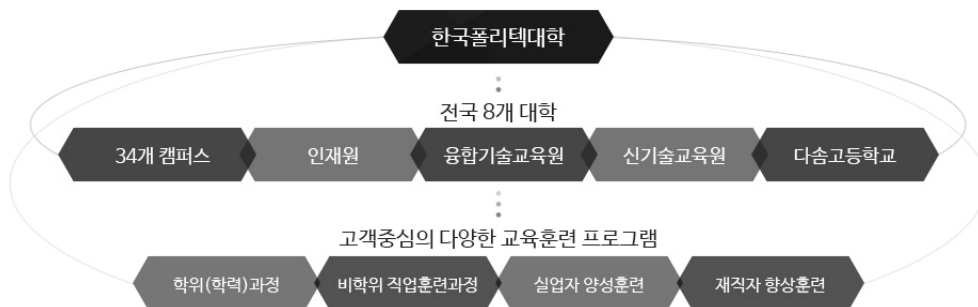 한국폴리텍대학
전국 8개 대학
34개 캠퍼스 인재원 융합기술교육원 신기술교육원 다솜고등학교
고객중심의 다양한 교육훈련 프로그램
학위(학력)과정 비학위 직업훈련과정 실업자 양성훈련 재직자 향상훈련